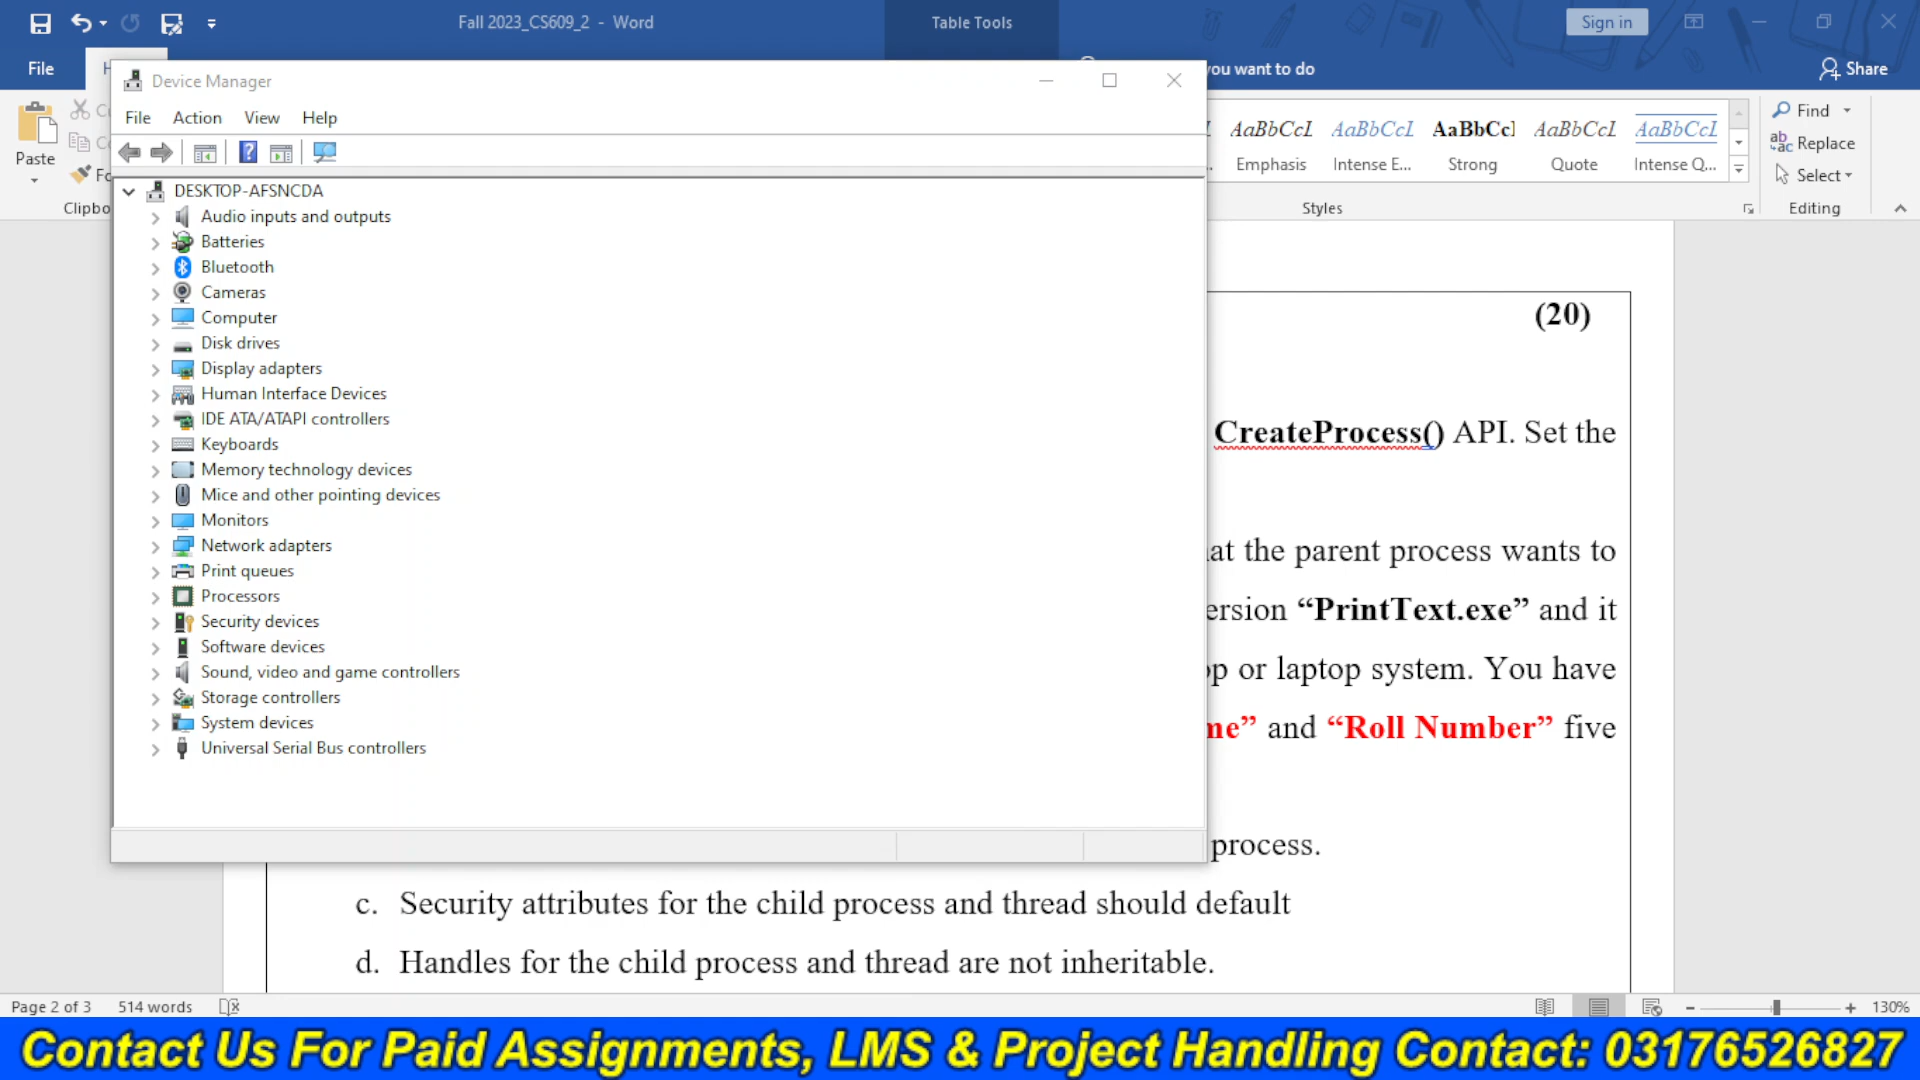 Fall 2023_CS609_2 - Word
Table Tools
Sign in
File
you want to do
Share
Device Manager
File Action View Help
Paste
DESKTOP-AFSNCDA
Audio inputs and outputs
Batteries
Bluetooth
Cameras
Computer
Disk drives
Display adapters
Human Interface Devices
IDE ATA/ATAPI controllers
Keyboards
Memory technology devices
Mice and other pointing devices
Monitors
Network adapters
Print queues
Processors
Security devices
Software devices
Sound, video and game controllers
Storage controllers
System devices
Universal Serial Bus controllers
AaBbCcI AaBbCcI AaBbCcl AaBbCcI AaBbCcI
Emphasis Intense E... Strong Quote Intense Q...
Styles
Find
Replace
Select
Editing
(20)
CreateProcess() API. Set the
at the parent process wants to
ersion “PrintText.exe” and it
op or laptop system. You have
me” and “Roll Number” five
process.
c. Security attributes for the child process and thread should default
d. Handles for the child process and thread are not inheritable.
Page 2 of 3 514 words
130%
Contact Us For Paid Assignments, LMS & Project Handling Contact: 03176526827